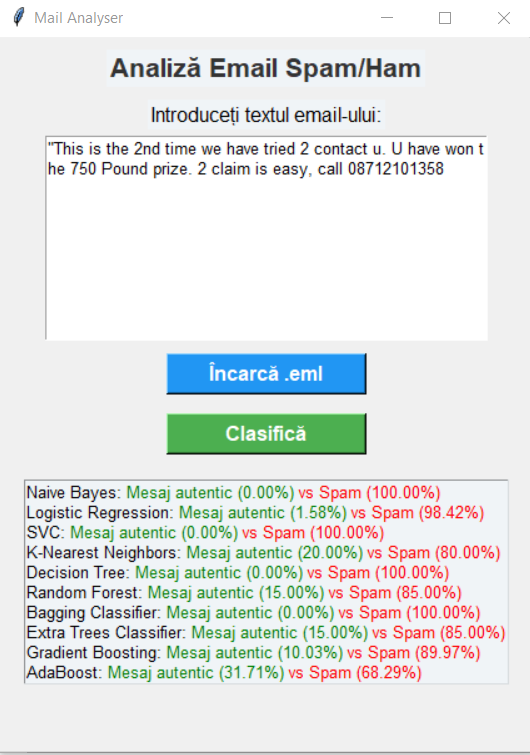 Mail Analyser
Analiză Email Spam/Ham
Introduceți textul email-ului:
"This is the 2nd time we have tried 2 contact u. U have won t
he 750 Pound prize. 2 claim is easy, call 08712101358
Încarcă .eml
Clasifică
Naive Bayes: Mesaj autentic (0.00%) vs Spam (100.00%)
Logistic Regression: Mesaj autentic (1.58%) vs Spam (98.42%)
SVC: Mesaj autentic (0.00%) vs Spam (100.00%)
K-Nearest Neighbors: Mesaj autentic (20.00%) vs Spam (80.00%)
Decision Tree: Mesaj autentic (0.00%) vs Spam (100.00%)
Random Forest: Mesaj autentic (15.00%) vs Spam (85.00%)
Bagging Classifier: Mesaj autentic (0.00%) vs Spam (100.00%)
Extra Trees Classifier: Mesaj autentic (15.00%) vs Spam (85.00%)
Gradient Boosting: Mesaj autentic (10.03%) vs Spam (89.97%)
AdaBoost: Mesaj autentic (31.71%) vs Spam (68.29%)